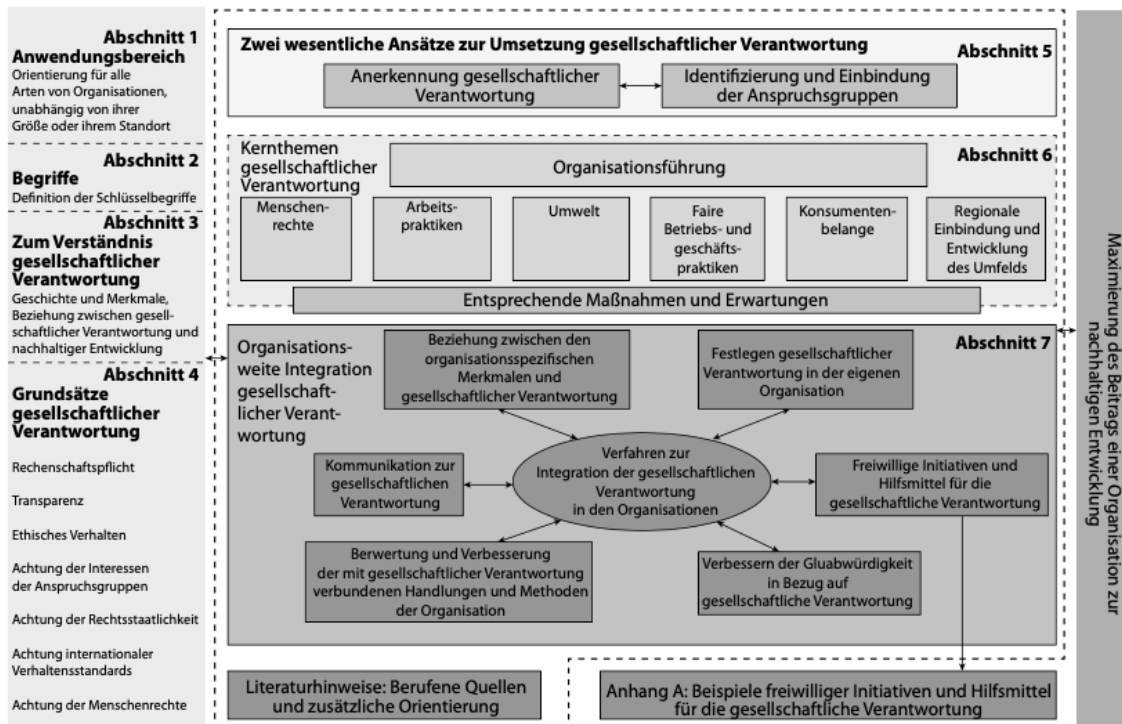 Abschnitt 1
Anwendungsbereich
Orientierung für alle
Arten von Organisationen,
unabhängig von ihrer
Größe oder ihrem Standort
Abschnitt 2
Begriffe
Definition der Schlüsselbegriffe
Abschnitt 3
Zum Verständnis
gesellschaftlicher
Verantwortung
Geschichte und Merkmale,
Beziehung zwischen gesell-
schaftlicher Verantwortung und
nachhaltiger Entwicklung
Abschnitt 4
Grundsätze
gesellschaftlicher
Verantwortung
Rechenschaftspflicht
Transparenz
Ethisches Verhalten
Achtung der Interessen
der Anspruchsgruppen
Achtung der Rechtsstaatlichkeit
Achtung internationaler
Verhaltensstandards
Achtung der Menschenrechte
Zwei wesentliche Ansätze zur Umsetzung gesellschaftlicher Verantwortung
Abschnitt 5
Anerkennung gesellschaftlicher
Verantwortung
Identifizierung und Einbindung
der Anspruchsgruppen
Kernthemen
gesellschaftlicher
Verantwortung
Abschnitt 6
Organisationsführung
Menschen-
rechte
Arbeits-
praktiken
Umwelt
Faire
Betriebs- und
geschäfts-
praktiken
Konsumenten-
belange
Regionale
Einbindung und
Entwicklung
des Umfelds
Entsprechende Maßnahmen und Erwartungen
Organisations-
weite Integration
gesellschaft-
licher Verant-
wortung
Abschnitt 7
Beziehung zwischen den
organisationsspezifischen
Merkmalen und
gesellschaftlicher Verantwortung
Festlegen gesellschaftlicher
Verantwortung in der eigenen
Organisation
Kommunikation zur
gesellschaftlichen
Verantwortung
Verfahren zur
Integration der gesellschaftlichen
Verantwortung
in den Organisationen
Freiwillige Initiativen und
Hilfsmittel für die
gesellschaftliche Verantwortung
Berwertung und Verbesserung
der mit gesellschaftlicher Verantwortung
verbundenen Handlungen und Methoden
der Organisation
Verbessern der Gluabwürdigkeit
in Bezug auf
gesellschaftliche Verantwortung
Literaturhinweise: Berufene Quellen
und zusätzliche Orientierung
Anhang A: Beispiele freiwilliger Initiativen und Hilfsmittel
für die gesellschaftliche Verantwortung
Maximierung des Beitrags einer Organisation zur
nachhaltigen Entwicklung